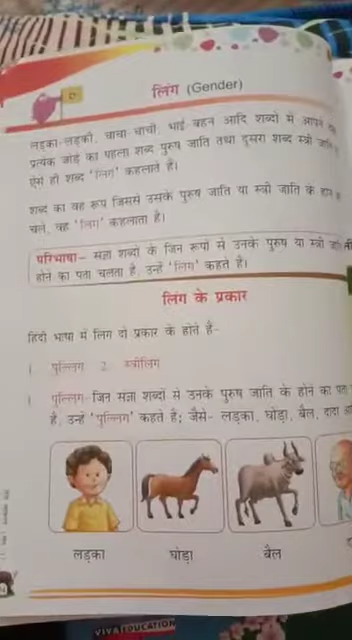 लिंग (Gender)
लड़का-लड़की, चाचा चाची, भाई-बहन आदि शब्दों में आपने
प्रत्येक जोड़े का पहला शब्द पुरुष जाति तथा दूसरा शब्द स्त्री
ऐसे ही शब्द 'लिंग' कहलाते हैं।
शब्द का वह रूप जिससे उसके पुरुष जाति या स्त्री जाति के होने
चले, वह 'लिंग' कहलाता है।
परिभाषा– संज्ञा शब्दों के जिन रूपों से उनके पुरुष या स्त्री
होने का पता चलता है, उन्हें 'लिंग' कहते हैं।
लिंग के प्रकार
हिंदी भाषा में लिंग दो प्रकार के होते हैं-
1 पुल्लिंग 2. स्त्रीलिंग
1 पुल्लिंग-जिन संज्ञा शब्दों से उनके पुरुष जाति के होने का पता
है, उन्हें 'पुल्लिंग' कहते हैं; जैसे- लड़का, घोड़ा, बैल, दादा
लड़का घोड़ा बैल
VIVA EDUCATION